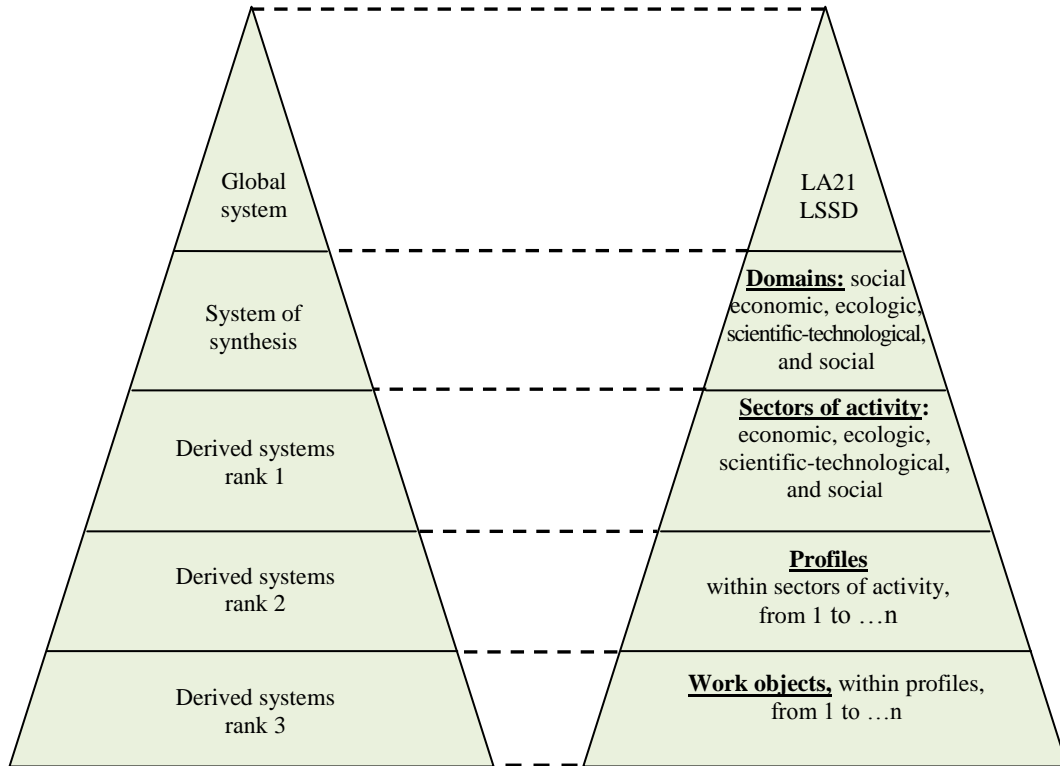 Global
system
System of
synthesis
Derived systems
rank 1
Derived systems
rank 2
Derived systems
rank 3
LA21
LSSD
Domains: social
economic, ecologic,
scientific-technological,
and social
Sectors of activity:
economic, ecologic,
scientific-technological,
and social
Profiles
within sectors of activity,
from 1 to …n
Work objects, within profiles,
from 1 to …n